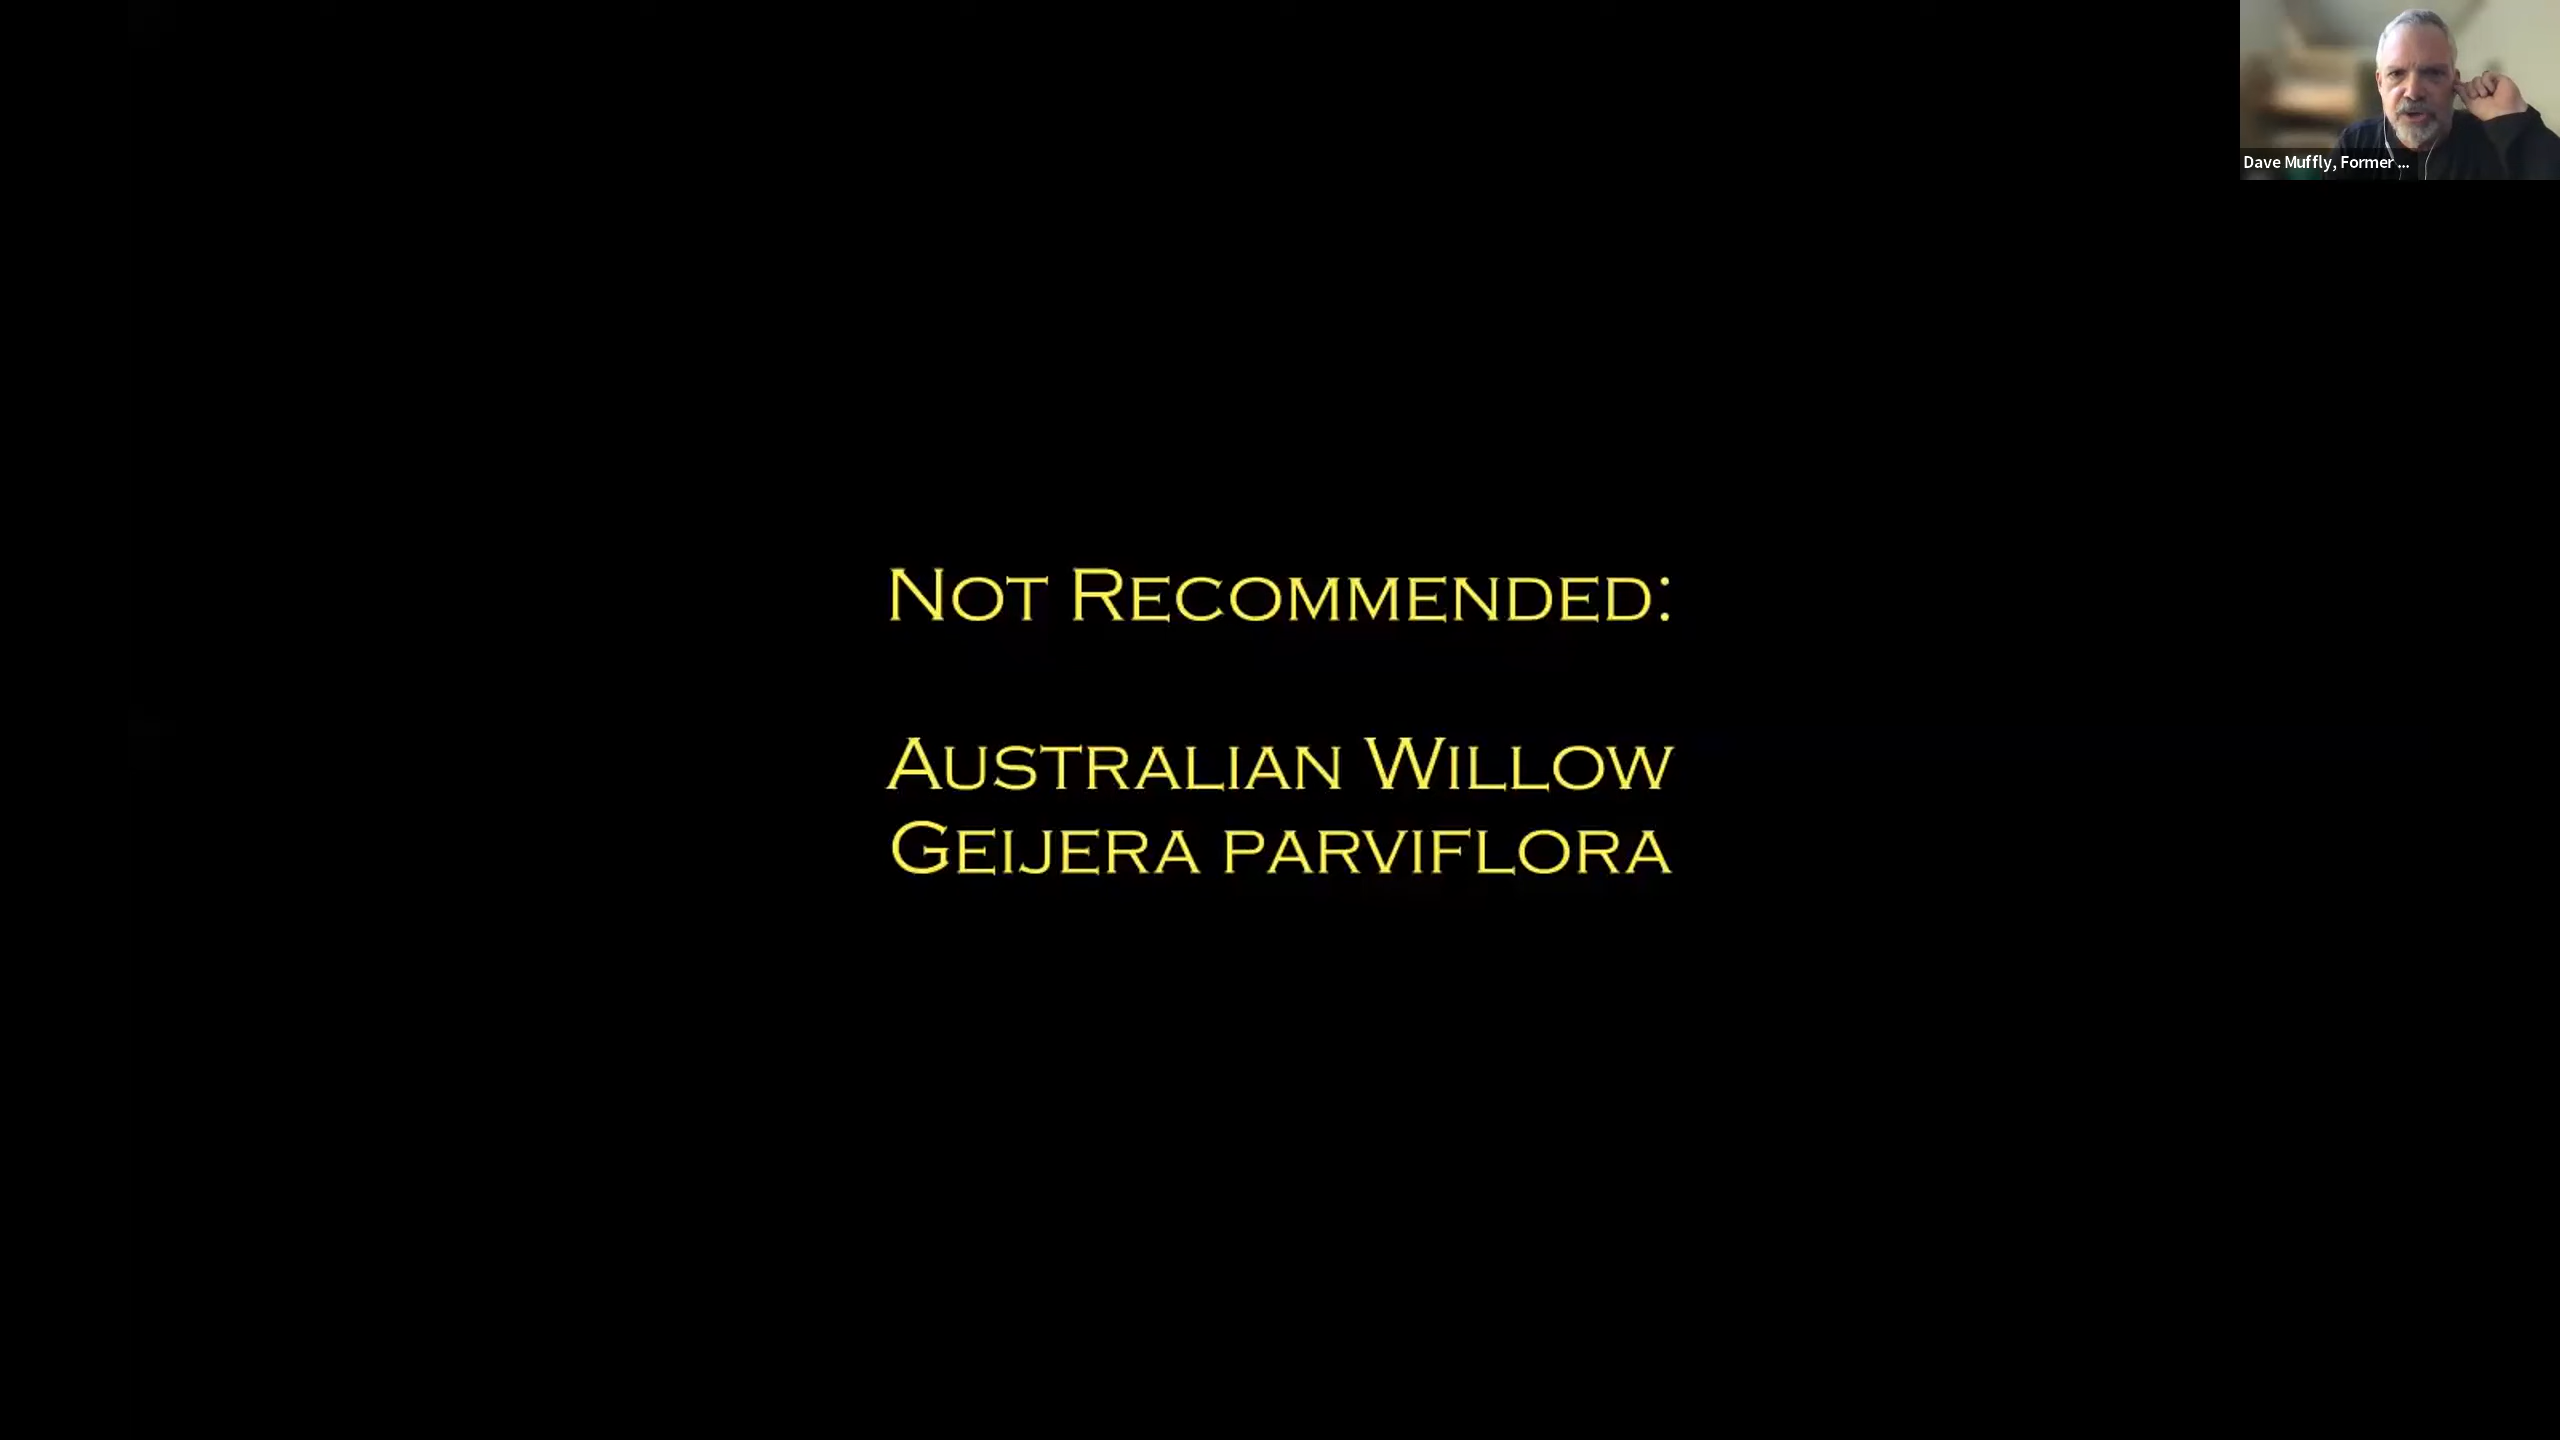 Dave Muffly, Former ...
NOT RECOMMENDED:
AUSTRALIAN WILLOW
GEIJERA PARVIFLORA